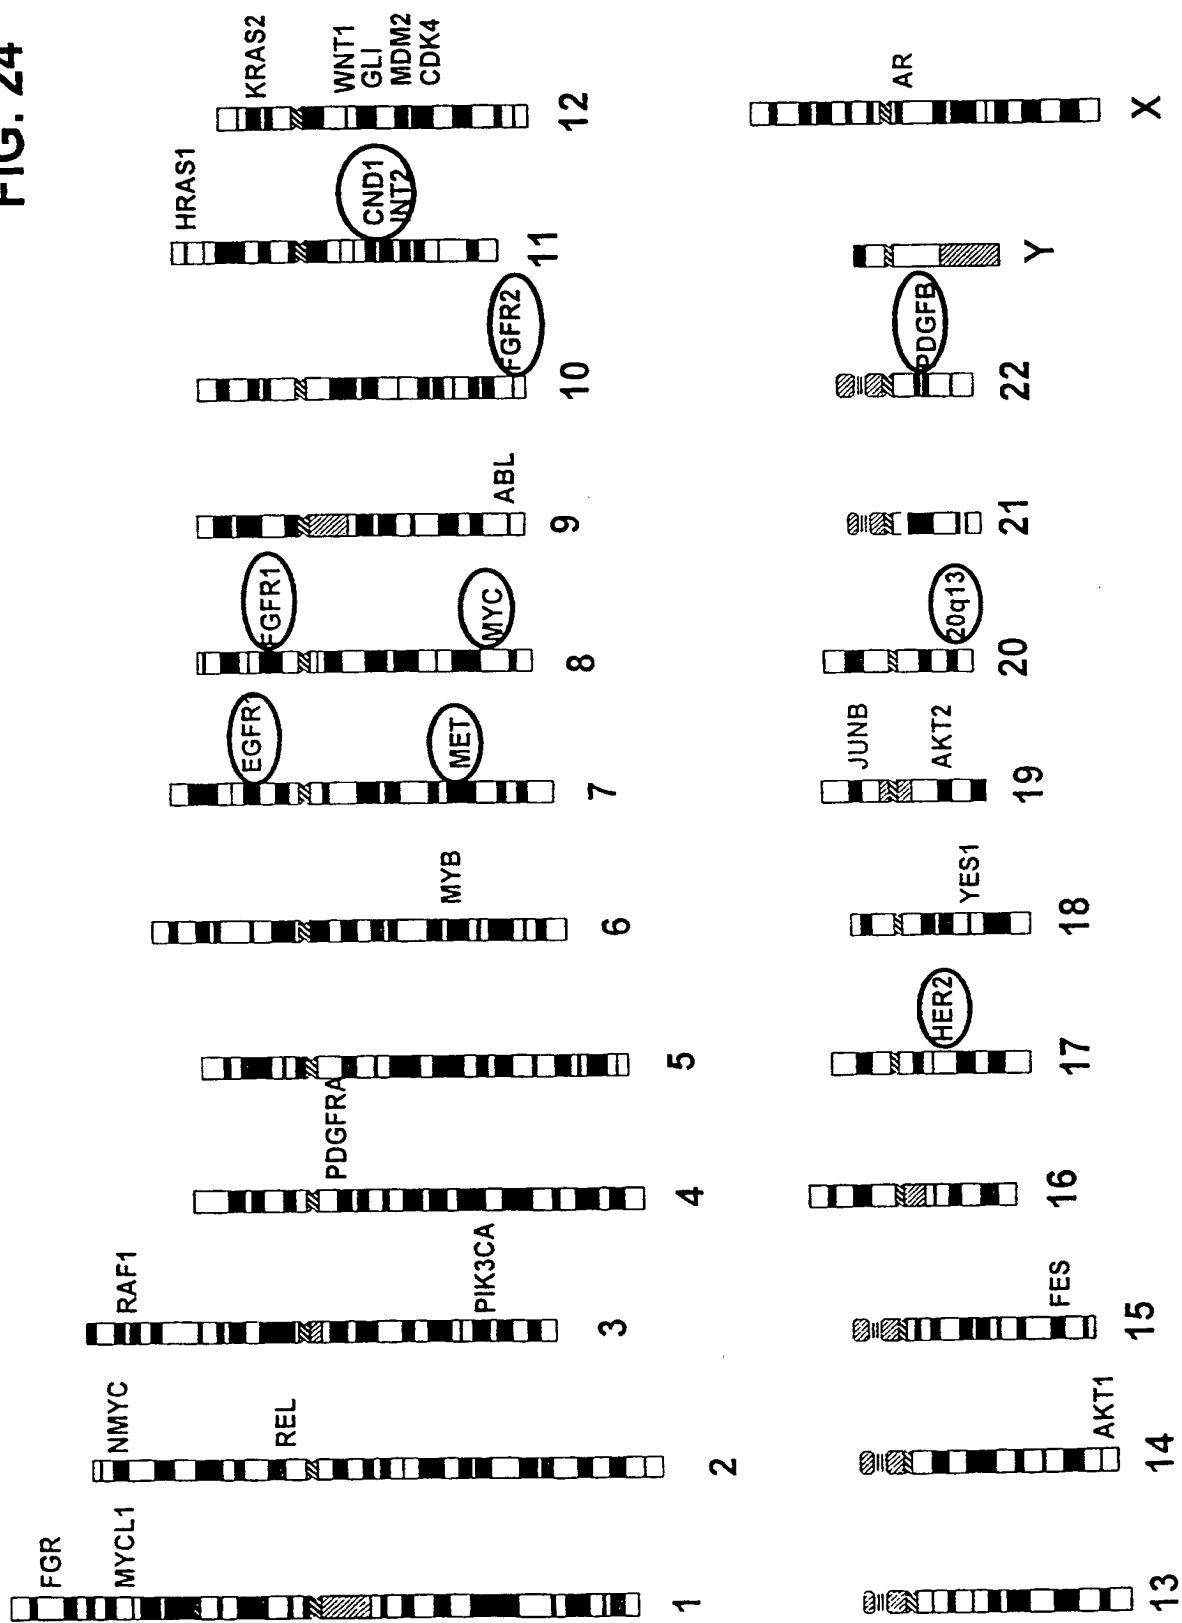 FIG. 24
FGR
MYCL1
1
NMYC
REL
2
RAF1
PIK3CA
3
PDGFRA
4
5
MYB
6
EGFR1
MET
7
FGFR1
MYC
8
ABL
9
FGFR2
10
HRAS1
CND1
INT2
11
KRAS2
WNT1
GLI
MDM2
CDK4
12
13
AKT1
14
FES
15
16
HER2
17
YES1
18
JUNB
AKT2
19
20q13
20
21
PDGFB
22
Y
AR
X